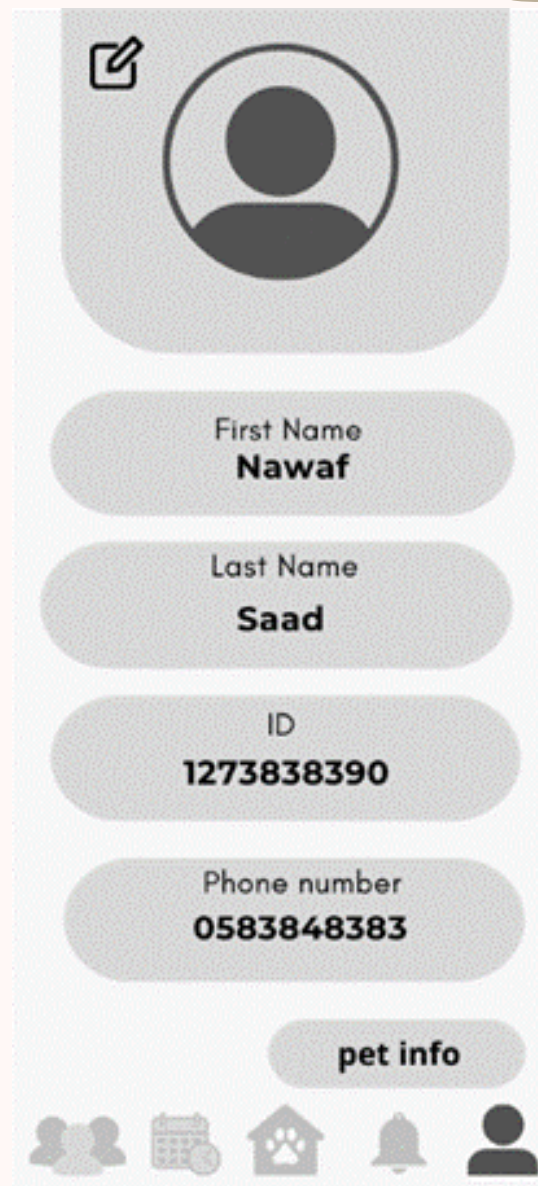 First Name
Nawaf
Last Name
Saad
ID
1273838390
Phone number
0583848383
pet info